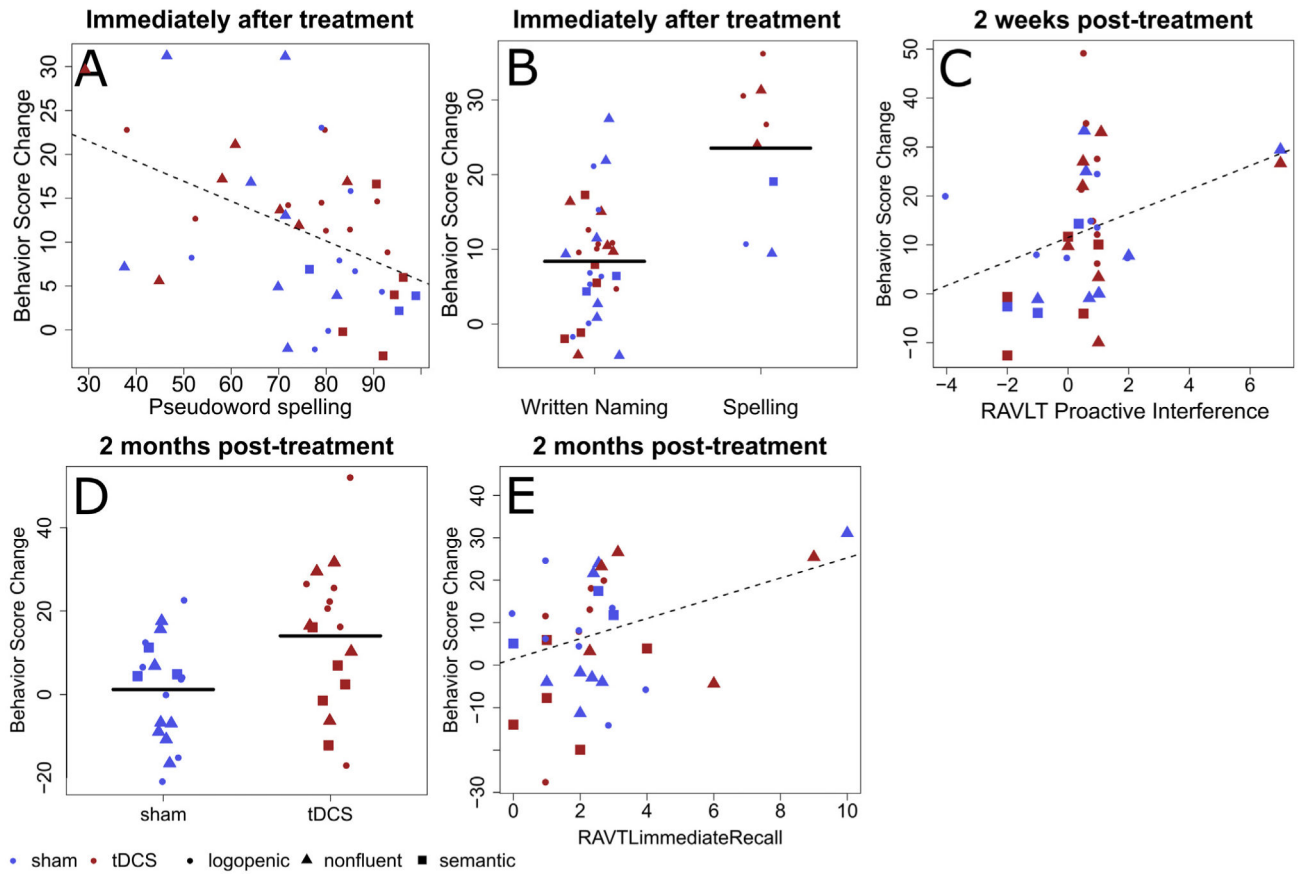 Immediately after treatment
A
Behavior Score Change
30
25
20
15
10
5
0
30 40 50 60 70 80 90
Pseudoword spelling
Immediately after treatment
B
Behavior Score Change
30
20
10
0
Written Naming Spelling
2 weeks post-treatment
C
Behavior Score Change
50
40
30
20
10
0
−10
−4 −2 0 2 4 6
RAVLT Proactive Interference
2 months post-treatment
D
Behavior Score Change
40
20
0
−20
sham tDCS
2 months post-treatment
E
Behavior Score Change
40
30
20
10
0
−10
−30
0 2 4 6 8 10
RAVTLimmediateRecall
sham tDCS logopenic nonfluent semantic